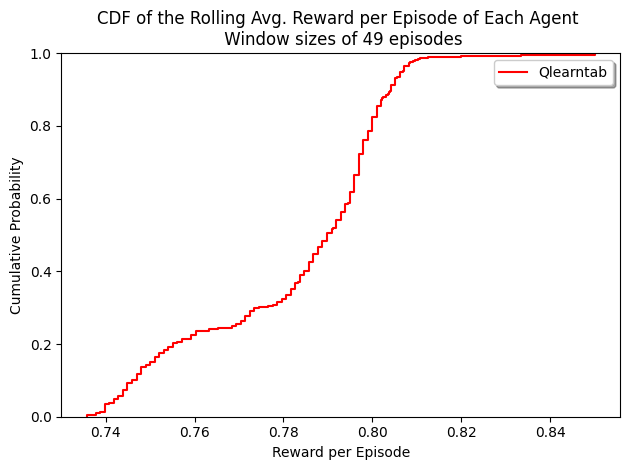 CDF of the Rolling Avg. Reward per Episode of Each Agent
Window sizes of 49 episodes
Qlearntab
1.0
0.8
0.6
0.4
0.2
0.0
Cumulative Probability
0.74 0.76 0.78 0.80 0.82 0.84
Reward per Episode